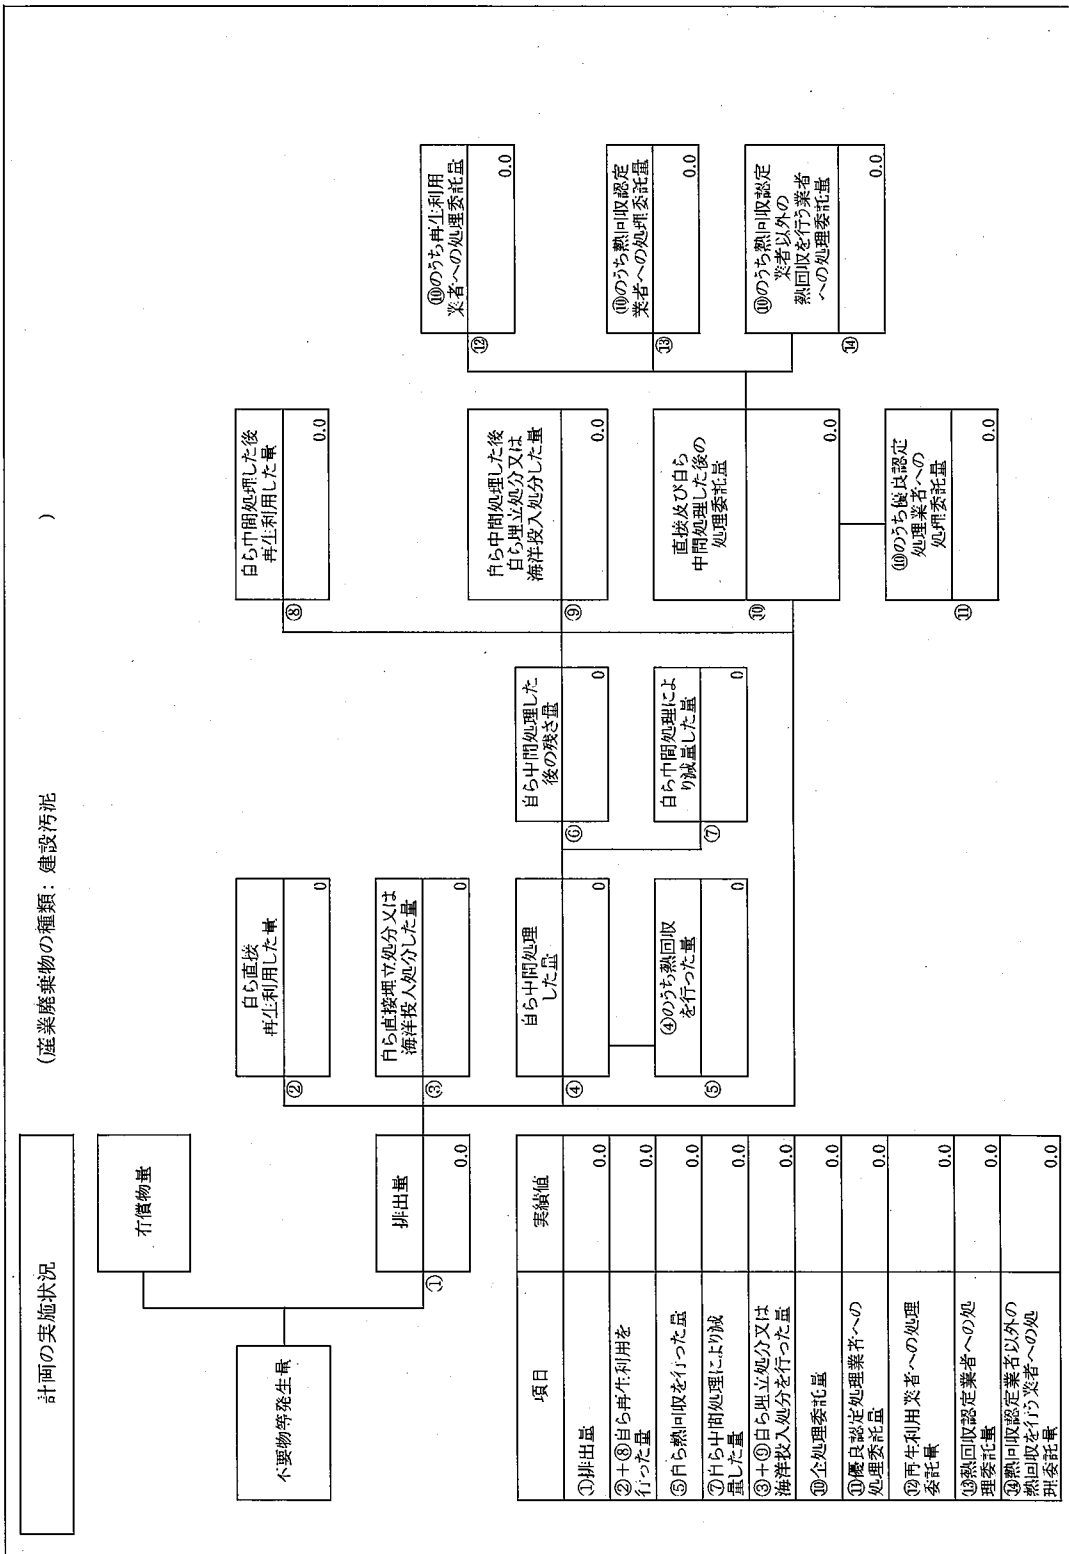 計画の実施状況
(産業廃棄物の種類: 建設汚泥
)
不要物等発生量
有償物量
①
排出量
0.0
②
自ら直接
再生利用した量
0
③
自ら直接埋立処分又は
海洋投入処分した量
0
④
自ら中間処理
した量
0
⑤
④のうち熱回収
を行った量
0
⑥
自ら中間処理した
後の残さ量
0
⑦
自ら中間処理によ
り減量した量
0
⑧
自ら中間処理した後
再生利用した量
0.0
⑨
自ら中間処理した後
自ら埋立処分又は
海洋投入処分した量
0.0
⑩
直接及び自ら
中間処理した後の
処理委託量
0.0
⑪
⑩のうち優良認定
処理業者への
処理委託量
0.0
⑫
⑩のうち再生利用
業者への処理委託量
0.0
⑬
⑩のうち熱回収認定
業者への処理委託量
0.0
⑭
⑩のうち熱回収認定
業者以外の
熱回収を行う業者
への処理委託量
0.0
項目
実績値
①排出量
0.0
②+⑧自ら再生利用を
行った量
0.0
⑤自ら熱回収を行った量
0.0
⑦自ら中間処理により減
量した量
0.0
③+⑨自ら埋立処分又は
海洋投入処分を行った量
0.0
⑩全処理委託量
0.0
⑪優良認定処理業者への
処理委託量
0.0
⑫再生利用業者への処理
委託量
0.0
⑬熱回収認定業者への処
理委託量
0.0
⑭熱回収認定業者以外の
熱回収を行う業者への処
理委託量
0.0